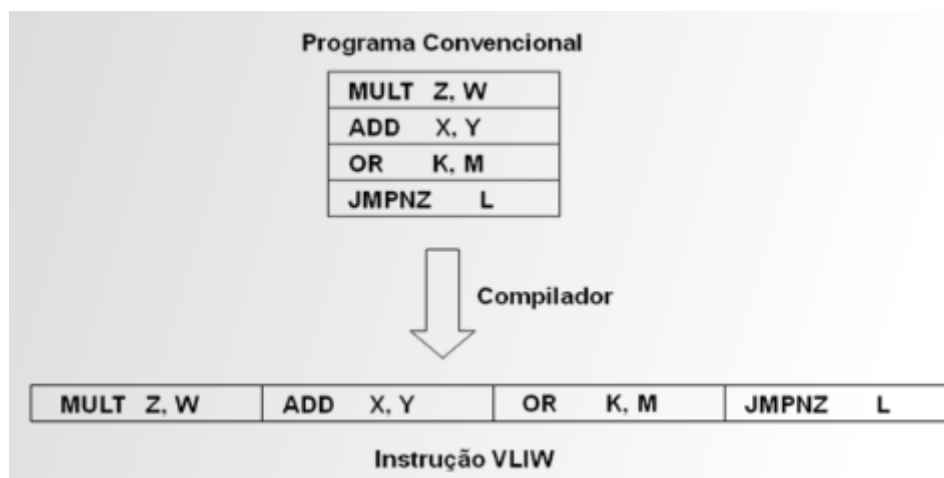 Programa Convencional
MULT Z, W
ADD X, Y
OR K, M
JMPNZ L
Compilador
MULT Z, W ADD X, Y OR K, M JMPNZ L
Instrução VLIW